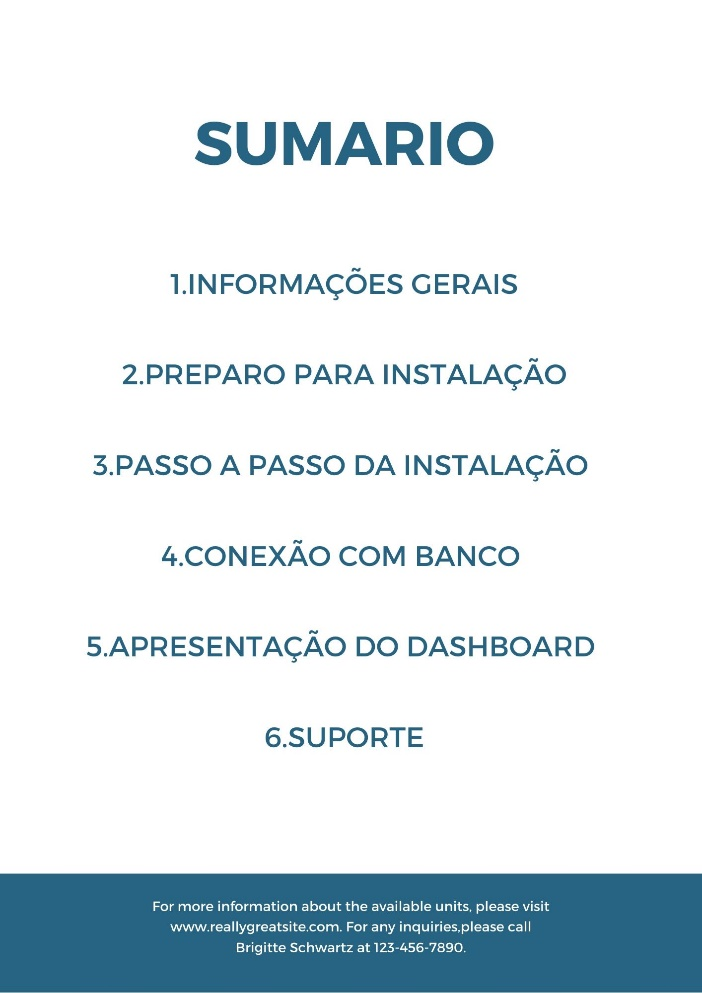 SUMARIO
1.INFORMAÇÕES GERAIS
2.PREPARO PARA INSTALAÇÃO
3.PASSO A PASSO DA INSTALAÇÃO
4.CONEXÃO COM BANCO
5.APRESENTAÇÃO DO DASHBOARD
6.SUPORTE
For more information about the available units, please visit
www.reallygreatsite.com. For any inquiries,please call
Brigitte Schwartz at 123-456-7890.